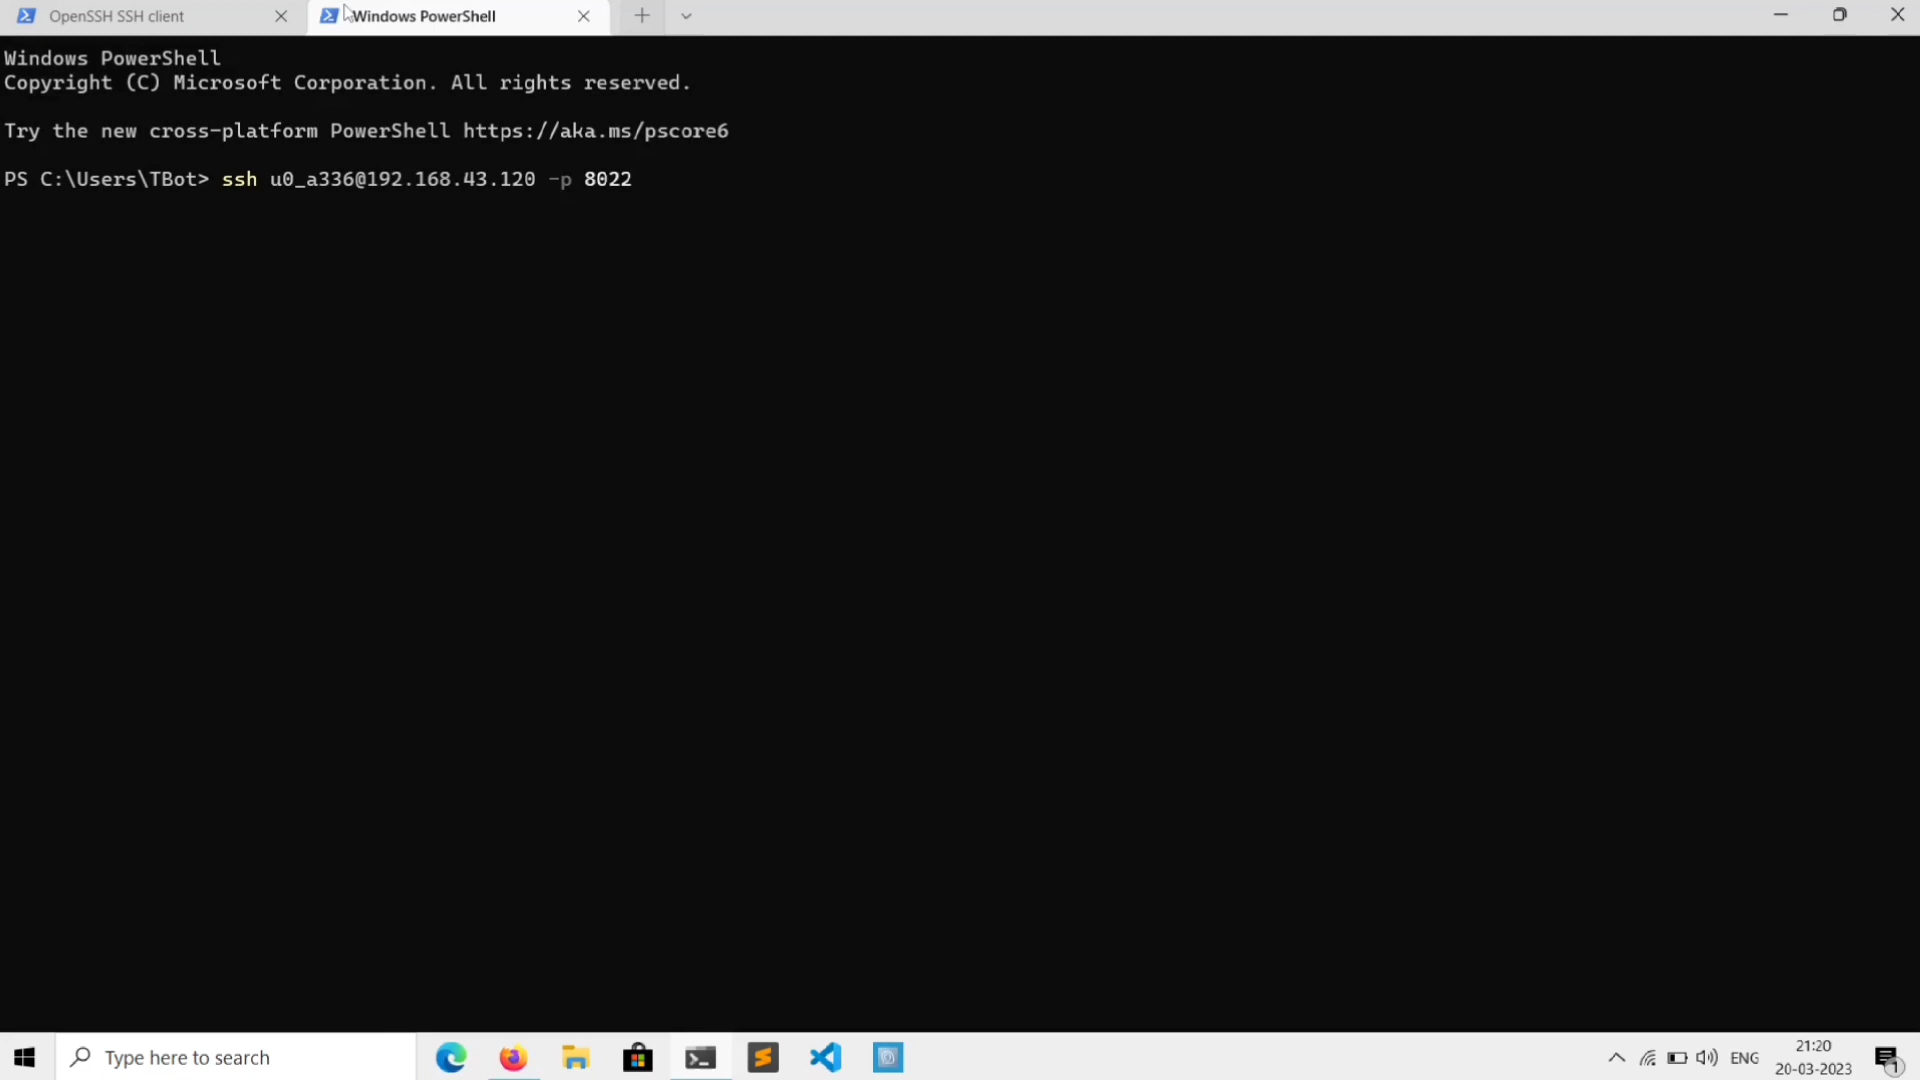 OpenSSH SSH client
Windows PowerShell
Windows PowerShell
Copyright (C) Microsoft Corporation. All rights reserved.
Try the new cross-platform PowerShell https://aka.ms/pscore6
PS C:\Users\TBot> ssh u0_a336@192.168.43.120 -p 8022
Type here to search
ENG
21:20
20-03-2023
1